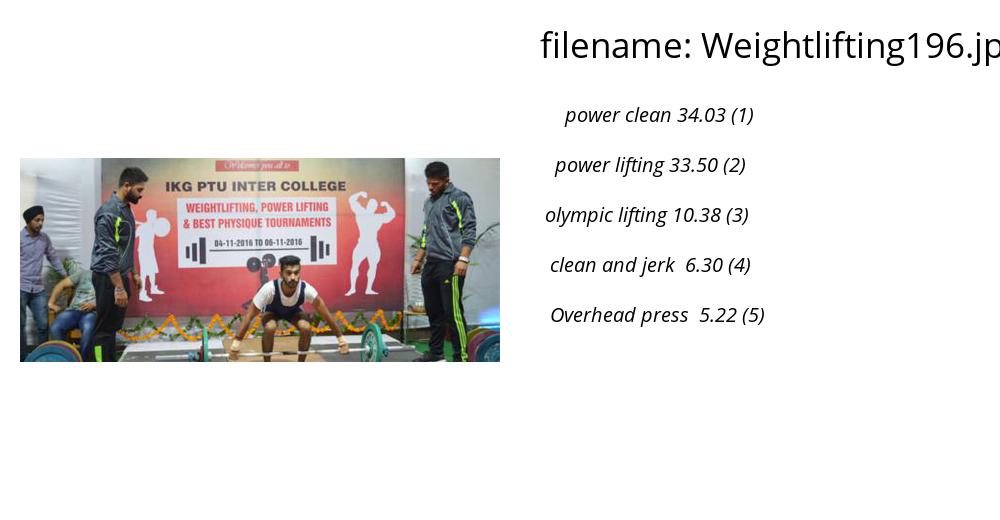 filename: Weightlifting196.jp
power clean 34.03 (1)
power lifting 33.50 (2)
olympic lifting 10.38 (3)
clean and jerk 6.30 (4)
Overhead press 5.22 (5)
Welcomes you all to
IKG PTU INTER COLLEGE
WEIGHTLIFTING, POWER LIFTING
& BEST PHYSIQUE TOURNAMENTS
04-11-2016 TO 06-11-2016